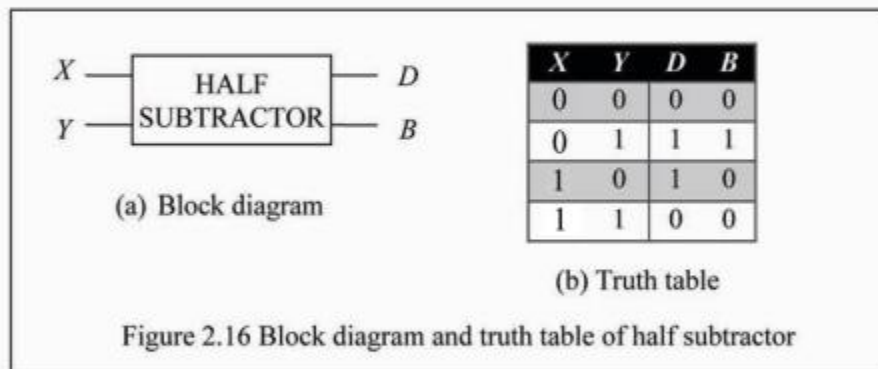 X
HALF
SUBTRACTOR
D
Y
B
(a) Block diagram
X Y D B
0 0 0 0
0 1 1 1
1 0 1 0
1 1 0 0
(b) Truth table
Figure 2.16 Block diagram and truth table of half subtractor